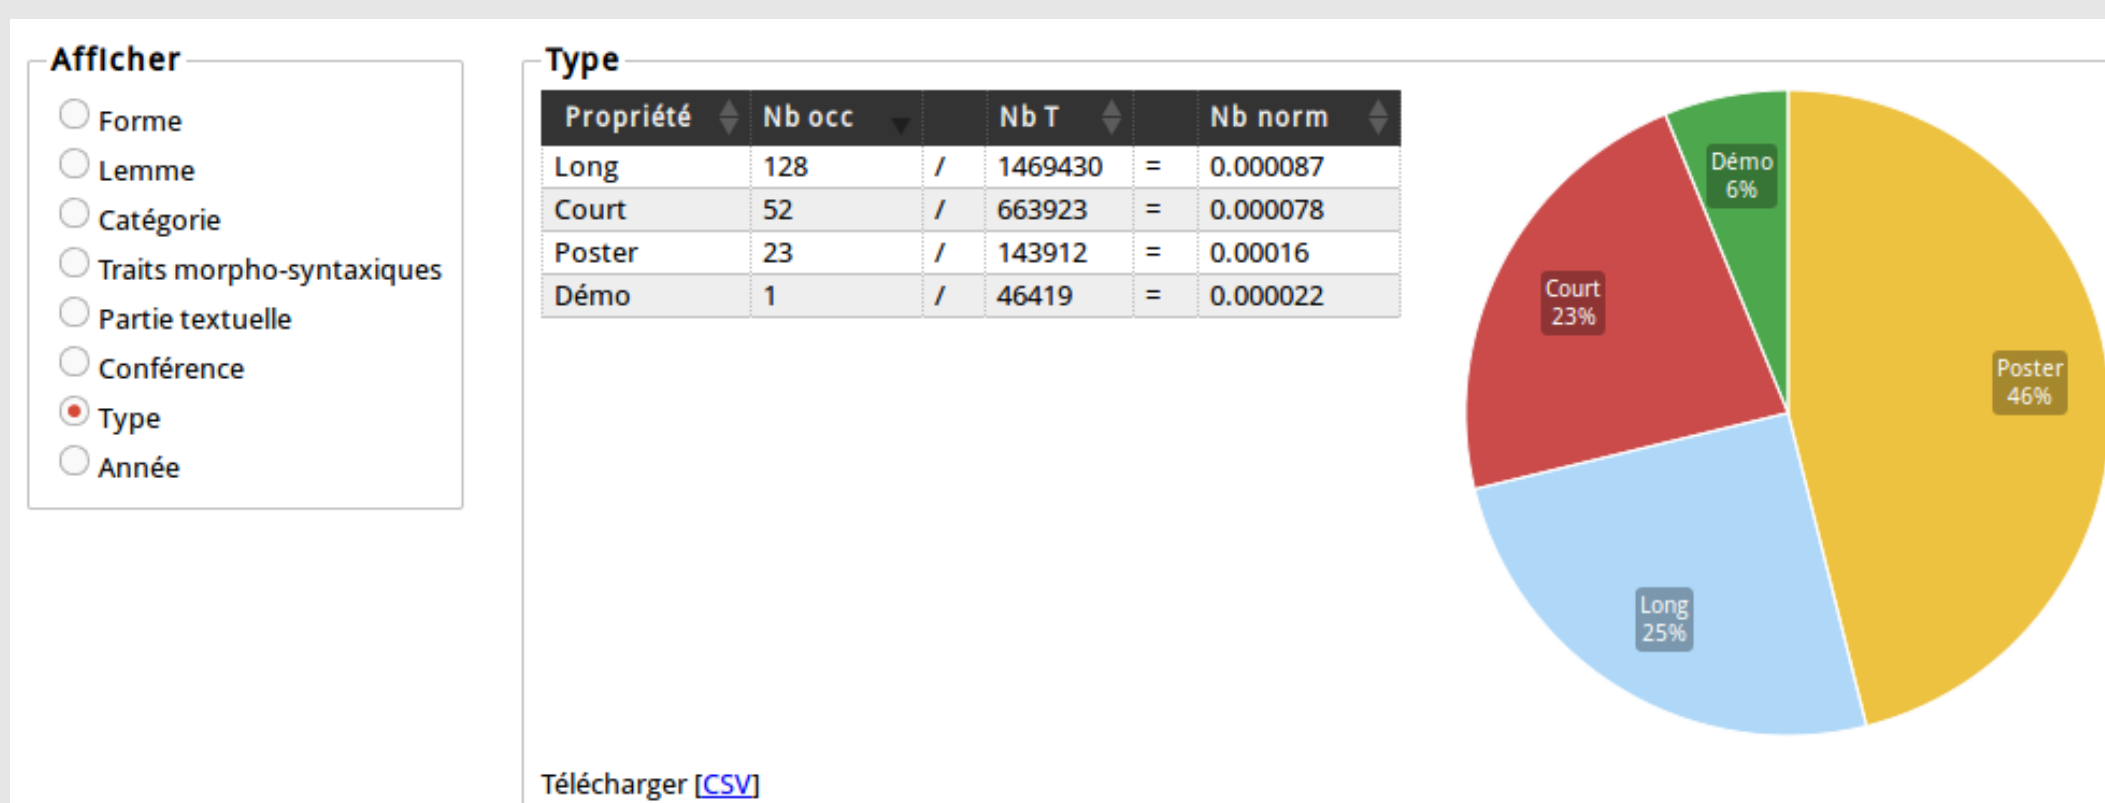 Afficher
Forme
Lemme
Catégorie
Traits morpho-syntaxiques
Partie textuelle
Conférence
Type
Année
Type
Propriété Nb occ Nb T Nb norm
Long 128 / 1469430 = 0.000087
Court 52 / 663923 = 0.000078
Poster 23 / 143912 = 0.00016
Démo 1 / 46419 = 0.000022
Démo
6%
Court
23%
Poster
46%
Long
25%
Télécharger [CSV]